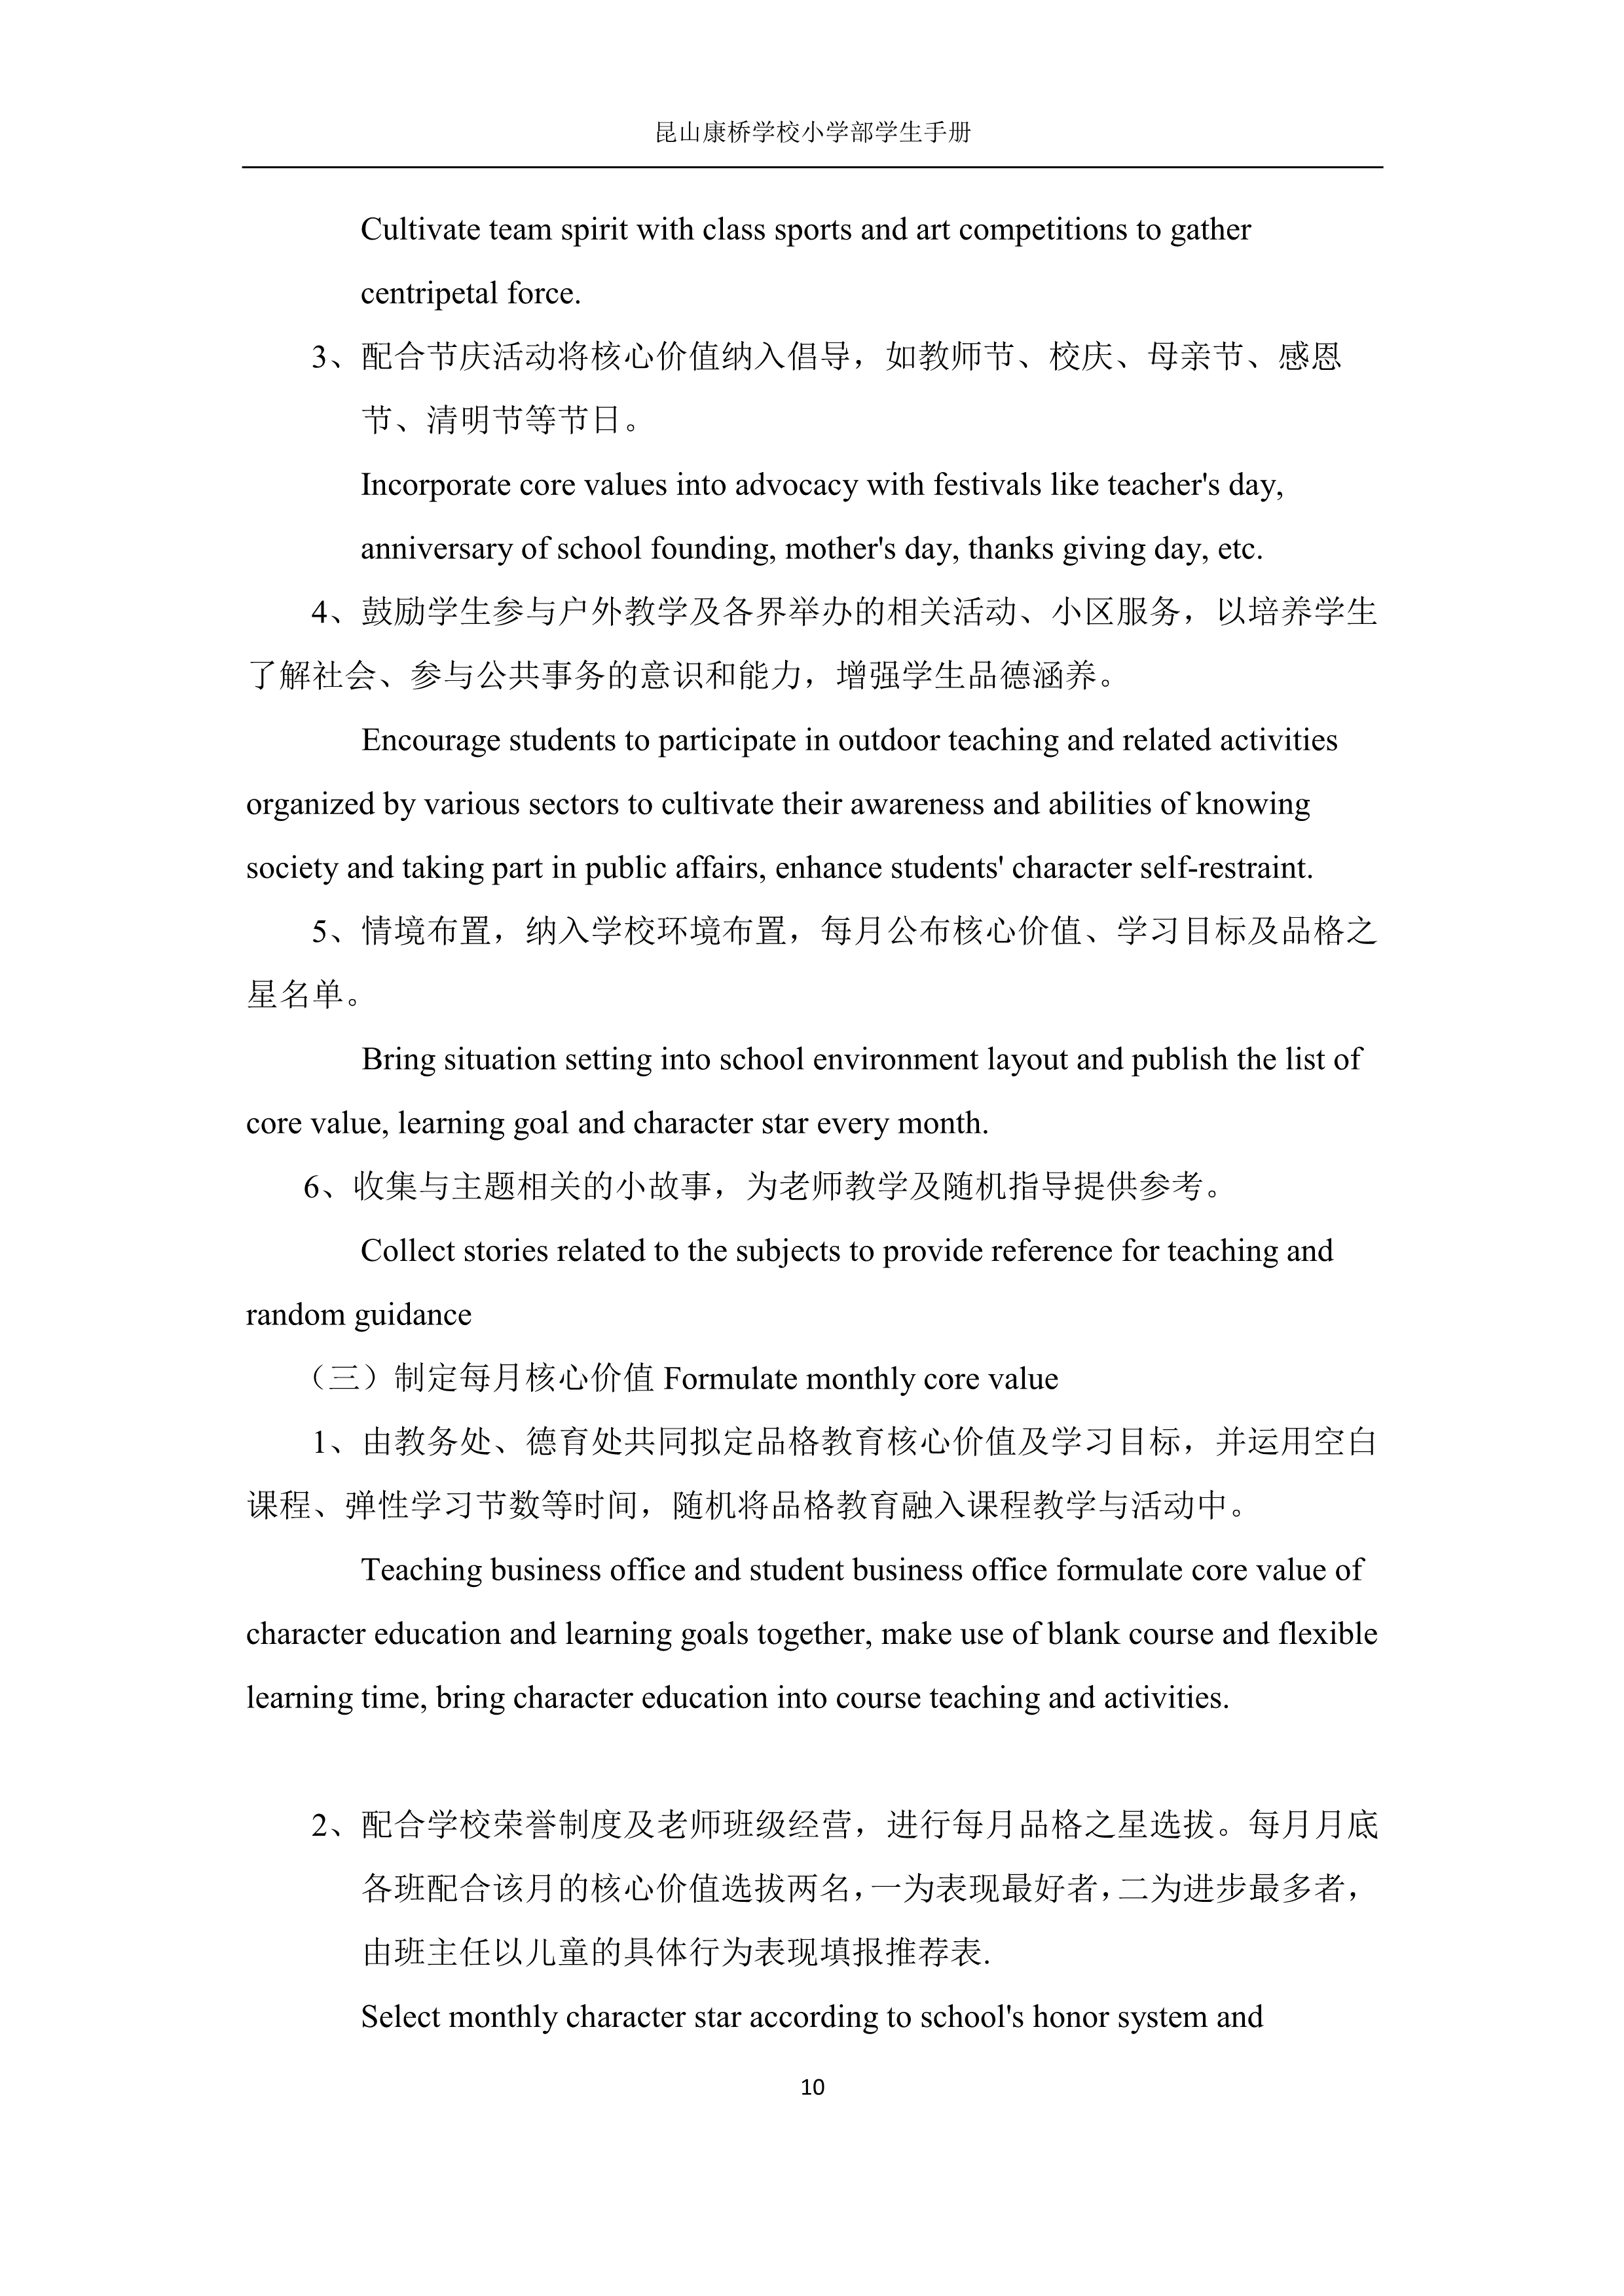 昆山康桥学校小学部学生手册
Cultivate team spirit with class sports and art competitions to gather
centripetal force.
3、配合节庆活动将核心价值纳入倡导，如教师节、校庆、母亲节、感恩
节、清明节等节日。
Incorporate core values into advocacy with festivals like teacher's day,
anniversary of school founding, mother's day, thanks giving day, etc.
4、鼓励学生参与户外教学及各界举办的相关活动、小区服务，以培养学生
了解社会、参与公共事务的意识和能力，增强学生品德涵养。
Encourage students to participate in outdoor teaching and related activities
organized by various sectors to cultivate their awareness and abilities of knowing
society and taking part in public affairs, enhance students' character self-restraint.
5、情境布置，纳入学校环境布置，每月公布核心价值、学习目标及品格之
星名单。
Bring situation setting into school environment layout and publish the list of
core value, learning goal and character star every month.
6、收集与主题相关的小故事，为老师教学及随机指导提供参考。
Collect stories related to the subjects to provide reference for teaching and
random guidance
（三）制定每月核心价值 Formulate monthly core value
1、由教务处、德育处共同拟定品格教育核心价值及学习目标，并运用空白
课程、弹性学习节数等时间，随机将品格教育融入课程教学与活动中。
Teaching business office and student business office formulate core value of
character education and learning goals together, make use of blank course and flexible
learning time, bring character education into course teaching and activities.
2、配合学校荣誉制度及老师班级经营，进行每月品格之星选拔。每月月底
各班配合该月的核心价值选拔两名，一为表现最好者，二为进步最多者，
由班主任以儿童的具体行为表现填报推荐表.
Select monthly character star according to school's honor system and
10